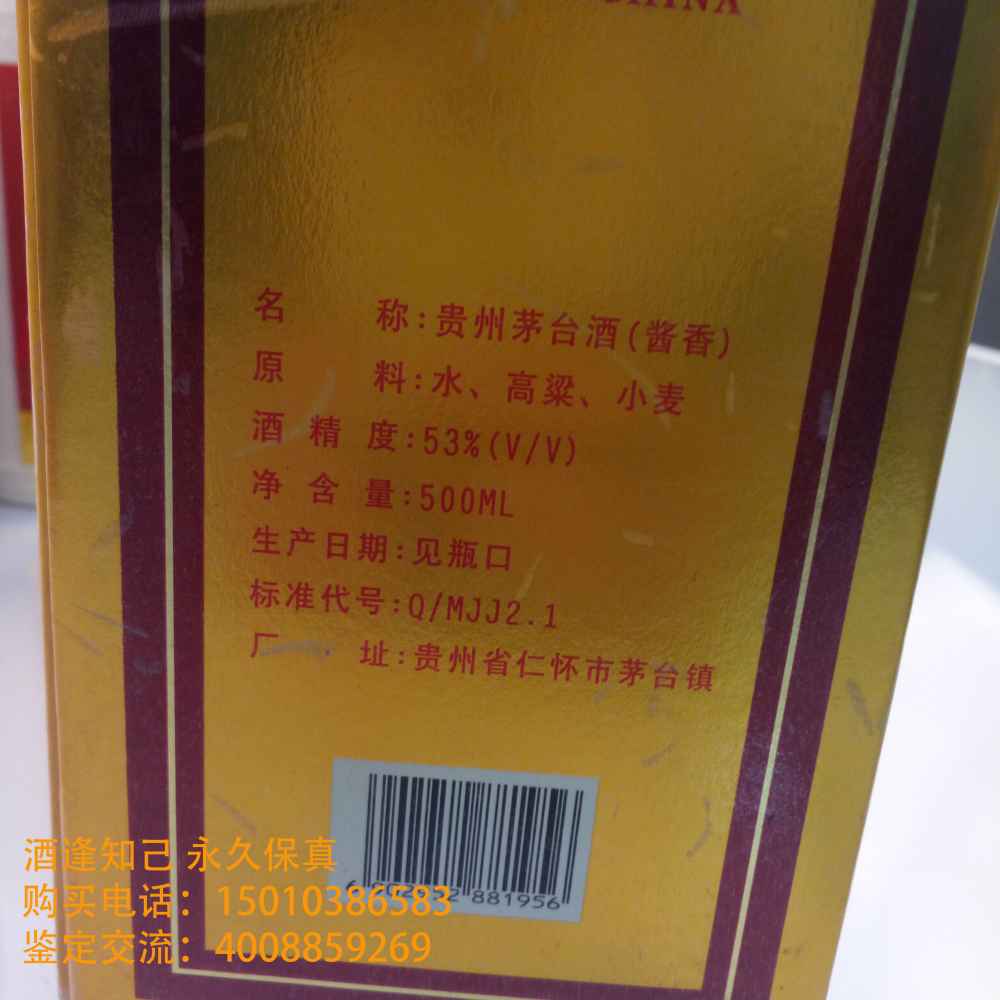 名 称:贵州茅台酒(酱香)
原 料:水、高粱、小麦
酒 精 度:53%(V/V)
净 含 量:500ML
生产日期:见瓶口
标准代号:Q/MJJ2.1
厂 址:贵州省仁怀市茅台镇
881956
酒逢知己 永久保真
购买电话：15010386583
鉴定交流：4008859269